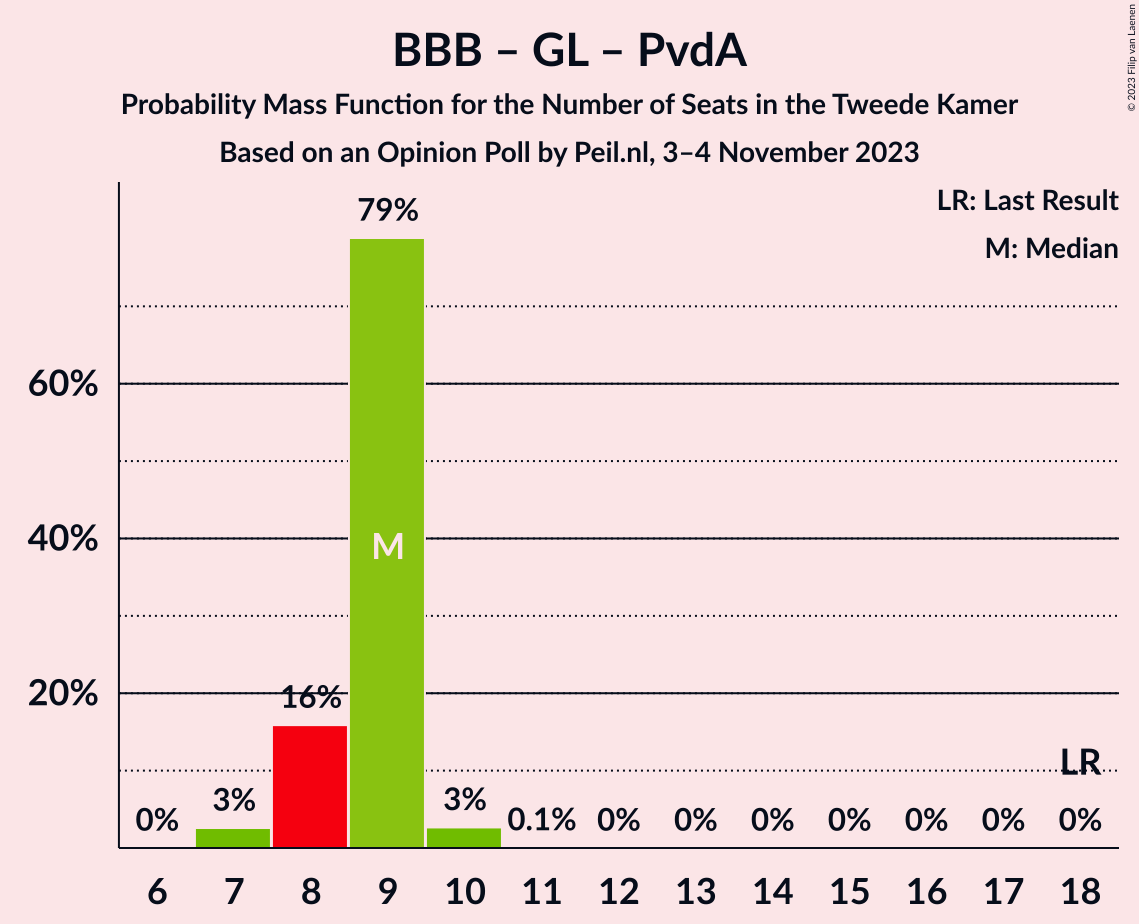 BBB – GL – PvdA
Probability Mass Function for the Number of Seats in the Tweede Kamer
Based on an Opinion Poll by Peil.nl, 3–4 November 2023
© 2023 Filip van Laenen
LR: Last Result
M: Median
79%
60%
40%
M
20%
16%
LR
0%
3%
3%
0.1%
0%
0%
0%
0%
0%
0%
0%
6 7 8 9 10 11 12 13 14 15 16 17 18